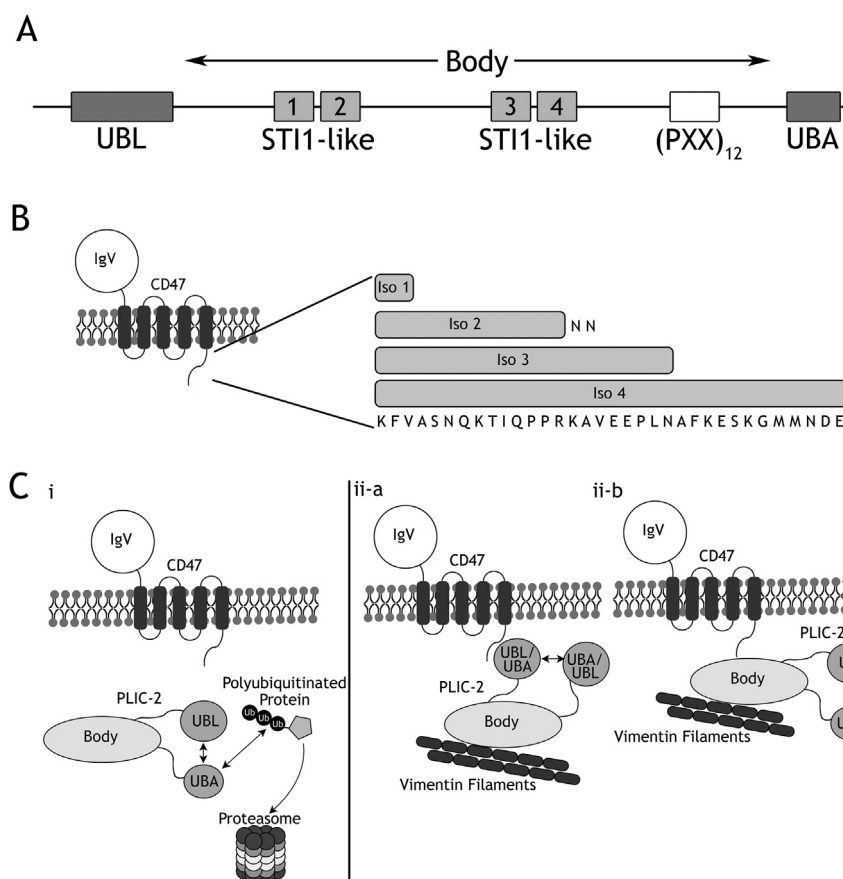 A
Body
1 2 3 4
UBL STI1-like STI1-like (PXX)12 UBA
B
IgV
CD47
Iso 1
Iso 2 N N
Iso 3
Iso 4
K F V A S N Q K T I Q P P R K A V E E P L N A F K E S K G M M N D E
C i
IgV
CD47
PLIC-2
Body
UBL
UBA
Polyubiquitinated
Protein
Ub Ub Ub
Proteasome
ii-a
IgV
CD47
UBL/
UBA
UBA/
UBL
PLIC-2
Body
Vimentin Filaments
ii-b
IgV
CD47
PLIC-2
Body
Vimentin Filaments